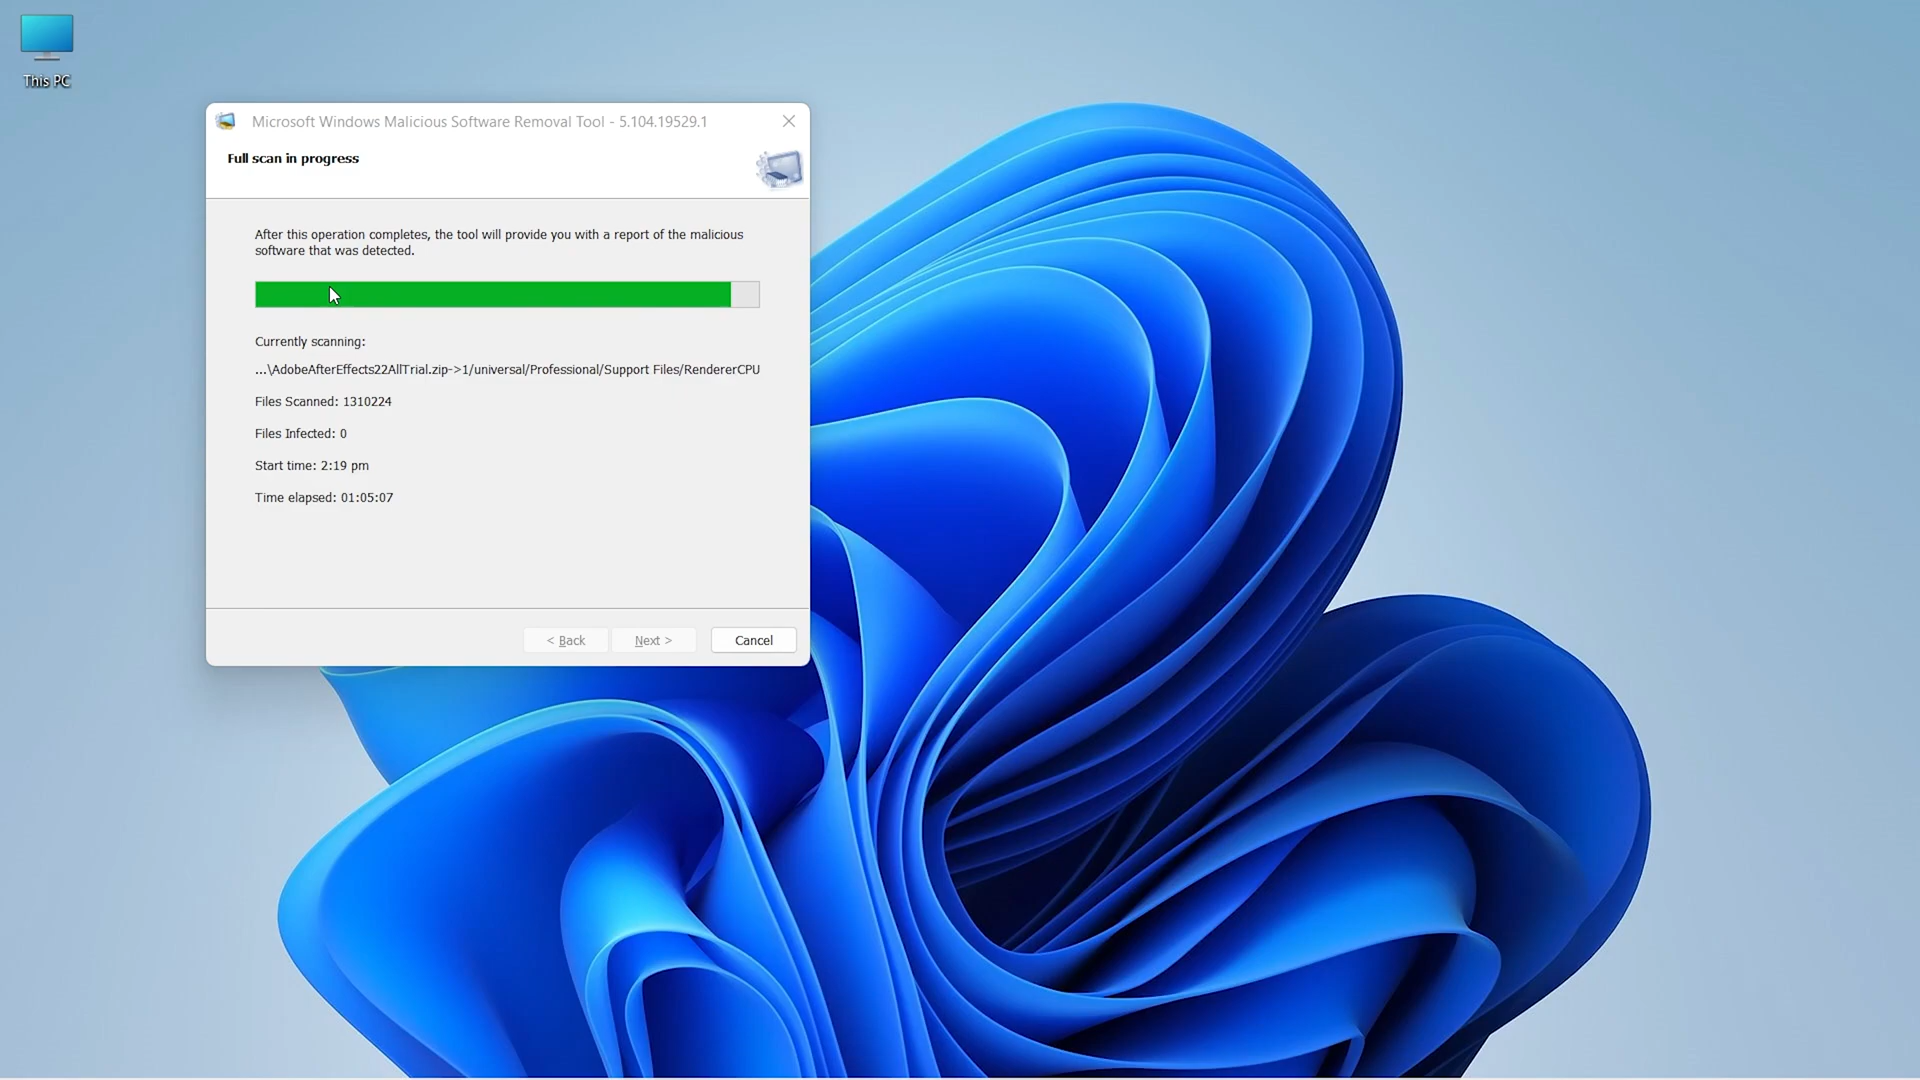 This PC
Microsoft Windows Malicious Software Removal Tool - 5.104.19529.1
Full scan in progress
After this operation completes, the tool will provide you with a report of the malicious
software that was detected.
Currently scanning:
...\AdobeAfterEffects22AllTrial.zip->1/universal/Professional/Support Files/RendererCPU
Files Scanned: 1310224
Files Infected: 0
Start time: 2:19 pm
Time elapsed: 01:05:07
< Back
Next >
Cancel